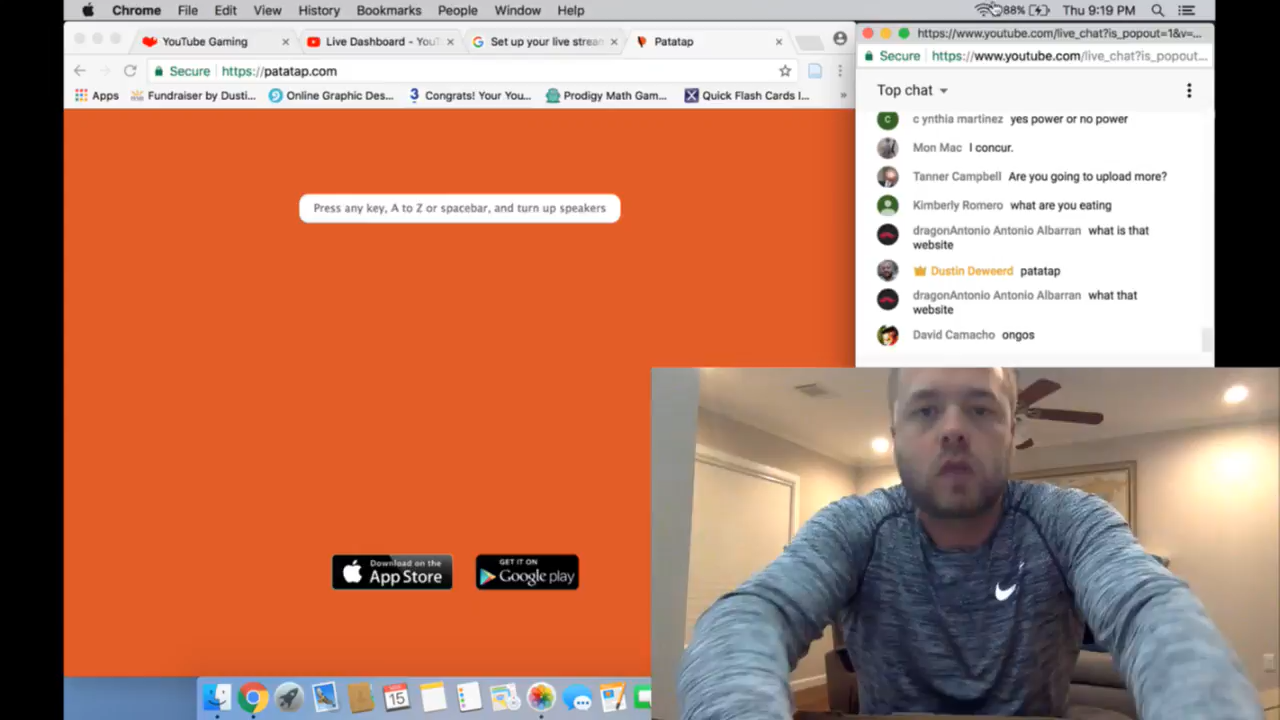 Chrome File Edit View History Bookmarks People Window Help 88% Thu 9:19 PM
YouTube Gaming Live Dashboard - You Set up your live stream Patatap
https://www.youtube.com/live_chat?is_popout=1&v=...
Secure https://patatap.com
Secure https://www.youtube.com/live_chat?is_popout...
Apps Fundraiser by Dusti... Online Graphic Des... Congrats! Your You... Prodigy Math Gam... Quick Flash Cards I... »
Top chat
c ynthia martinez yes power or no power
Mon Mac I concur.
Tanner Campbell Are you going to upload more?
Kimberly Romero what are you eating
dragonAntonio Antonio Albarran what is that
website
Dustin Deweerd patatap
dragonAntonio Antonio Albarran what that
website
David Camacho ongos
Press any key, A to Z or spacebar, and turn up speakers
Download on the
App Store
GET IT ON
Google play
15